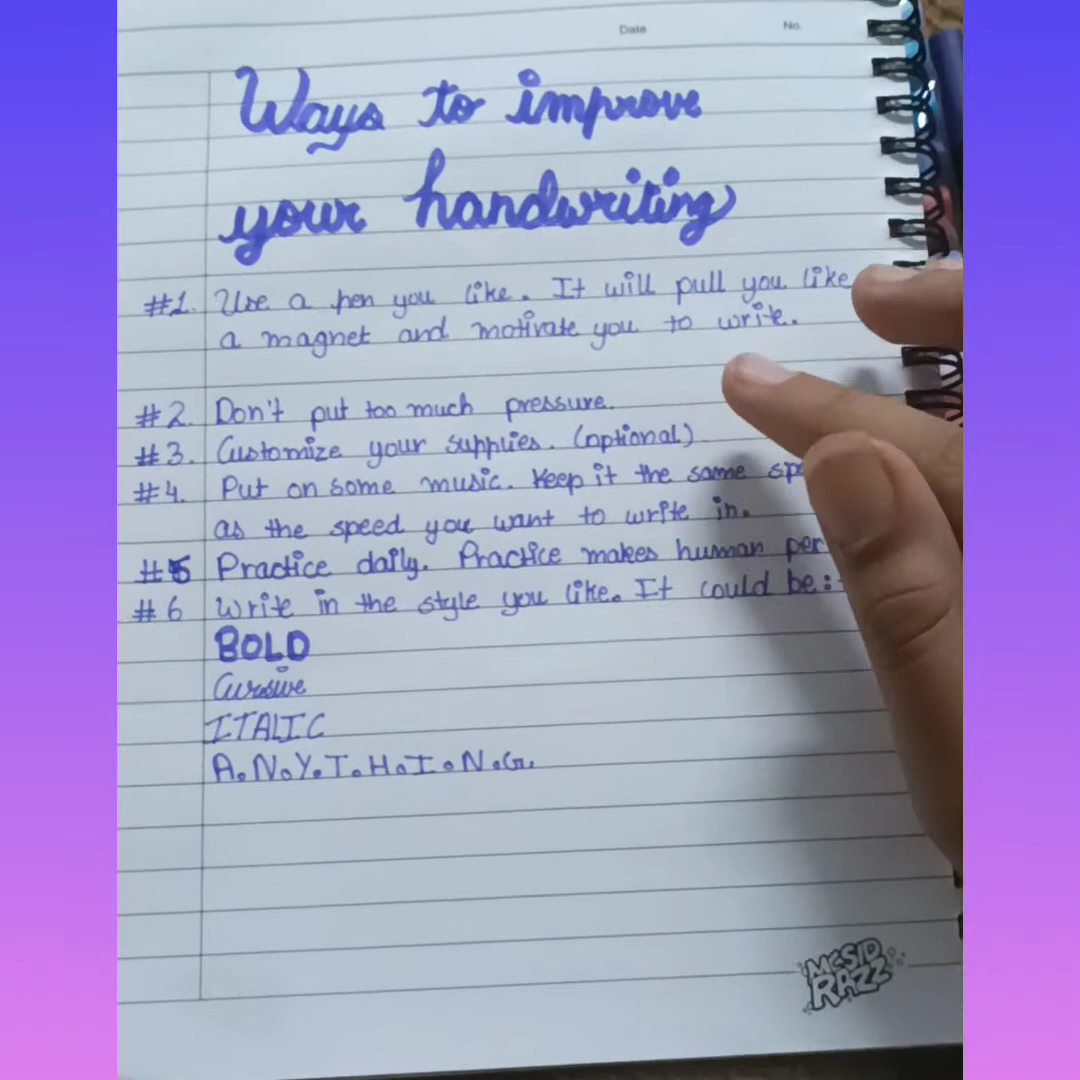 Date No.
Ways to improve
your handwriting
#1. Use a pen you like. It will pull you like
a magnet and motivate you to write.
#2. Don't put too much pressure.
#3. Customize your supplies. (optional)
#4. Put on some music. Keep it the same
as the speed you want to write in.
#5 Practice daily. Practice makes human
#6 Write in the style you like. It could be:-
BOLD
Cursive
ITALIC
A.N.Y.T.H.I.N.G.
MCSID
RAZZ